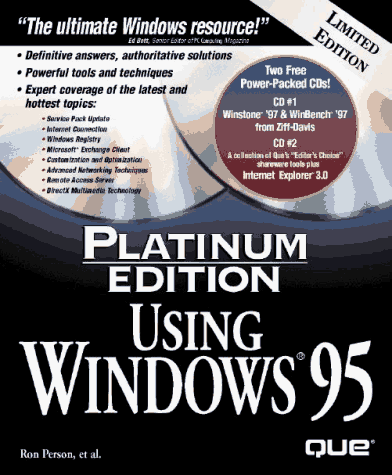 "The ultimate Windows resource!"
Ed Bott, Senior Editor of PC Computing Magazine
LIMITED
EDITION
• Definitive answers, authoritative solutions
• Powerful tools and techniques
• Expert coverage of the latest and
hottest topics:
• Service Pack Update
• Internet Connection
• Windows Registry
• Microsoft® Exchange Client
• Customization and Optimization
• Advanced Networking Techniques
• Remote Access Server
• DirectX Multimedia Technology
Two Free
Power-Packed CDs!
CD #1
Winstone '97 & WinBench '97
from Ziff-Davis
CD #2
A collection of Que's "Editor's Choice"
shareware tools plus
Internet Explorer 3.0
PLATINUM
EDITION
USING
WINDOWS® 95
Ron Person, et al.
que®